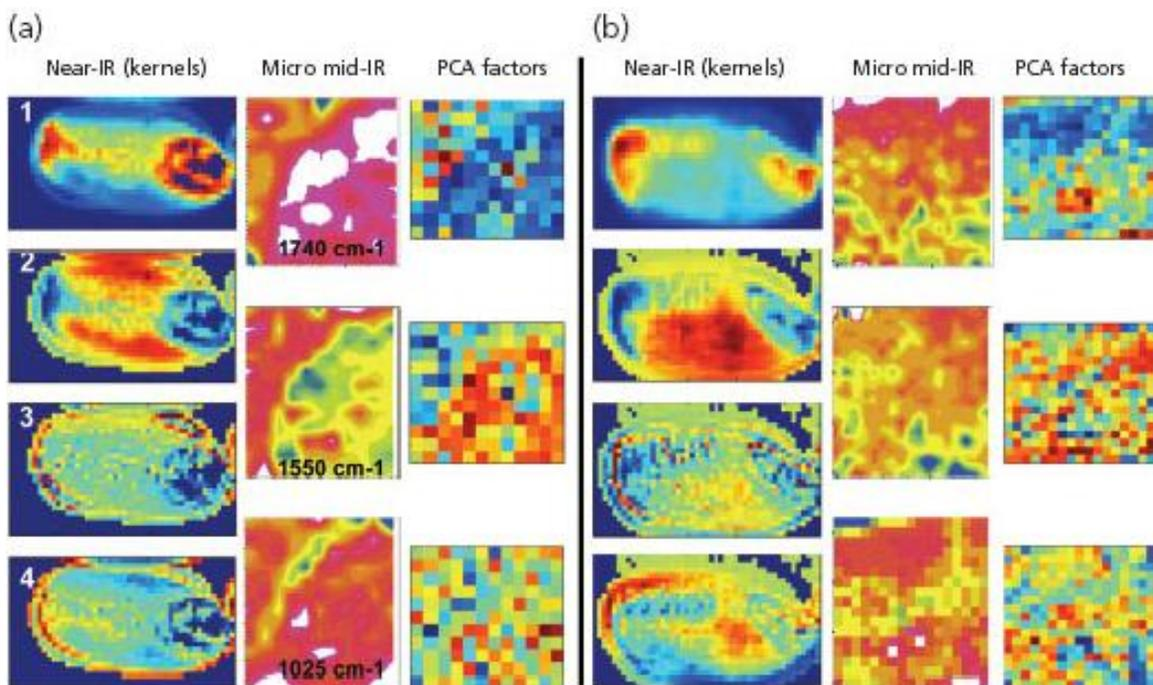 (a)
(b)
Near-IR (kernels) Micro mid-IR PCA factors
Near-IR (kernels) Micro mid-IR PCA factors
1
1740 cm-1
2
1550 cm-1
3
4
1025 cm-1